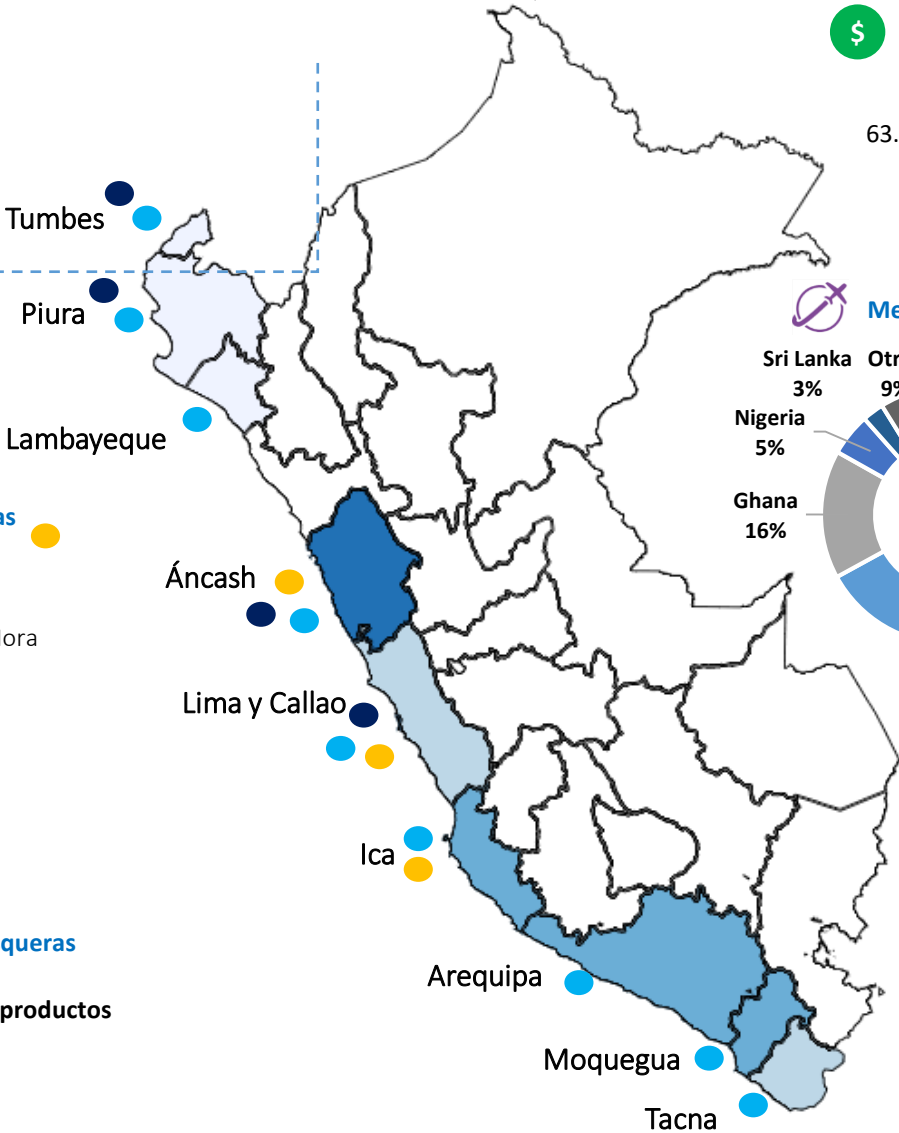 $
63.
Tumbes
Piura
Me
Sri Lanka
3%
Otr
9%
Nigeria
5%
Lambayeque
Ghana
16%
as
Áncash
dora
Lima y Callao
Ica
queras
Arequipa
productos
Moquegua
Tacna